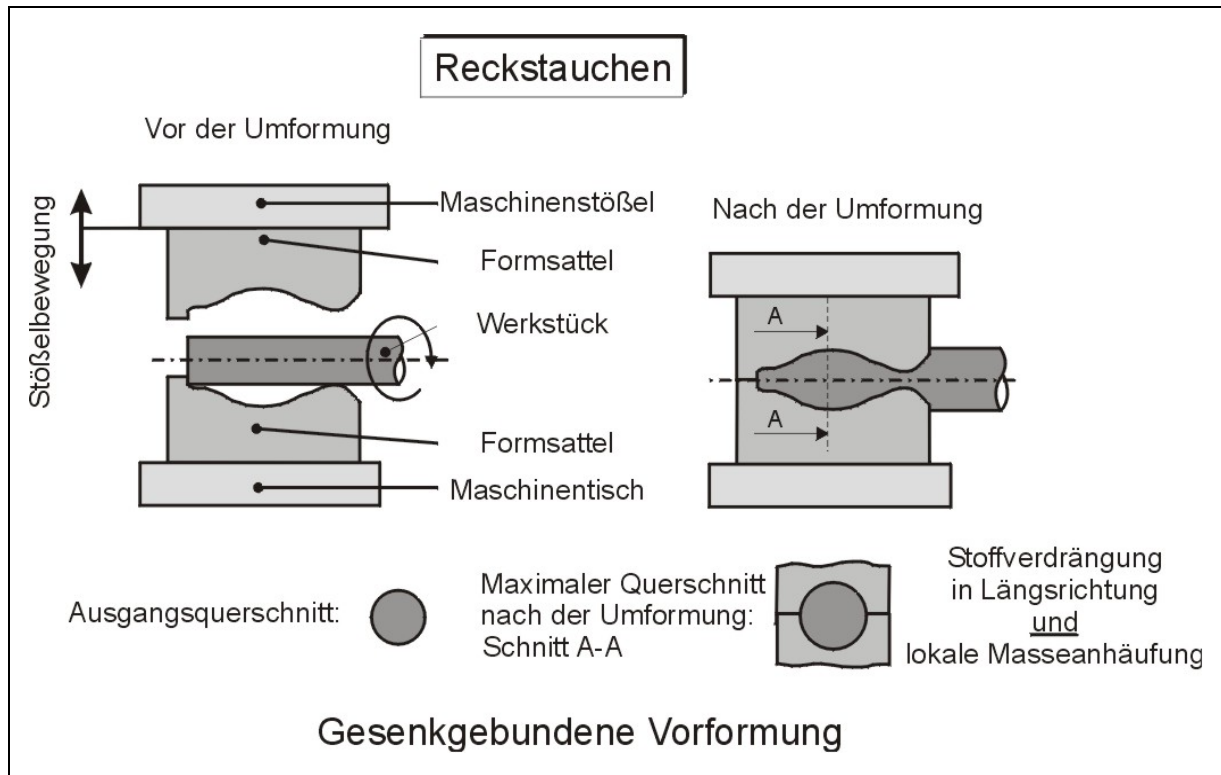 Reckstauchen
Vor der Umformung
Stößelbewegung
Maschinenstößel
Formsattel
Werkstück
Formsattel
Maschinentisch
Nach der Umformung
A
A
Ausgangsquerschnitt:
Maximaler Querschnitt
nach der Umformung:
Schnitt A-A
Stoffverdrängung
in Längsrichtung
und
lokale Masseanhäufung
Gesenkgebundene Vorformung